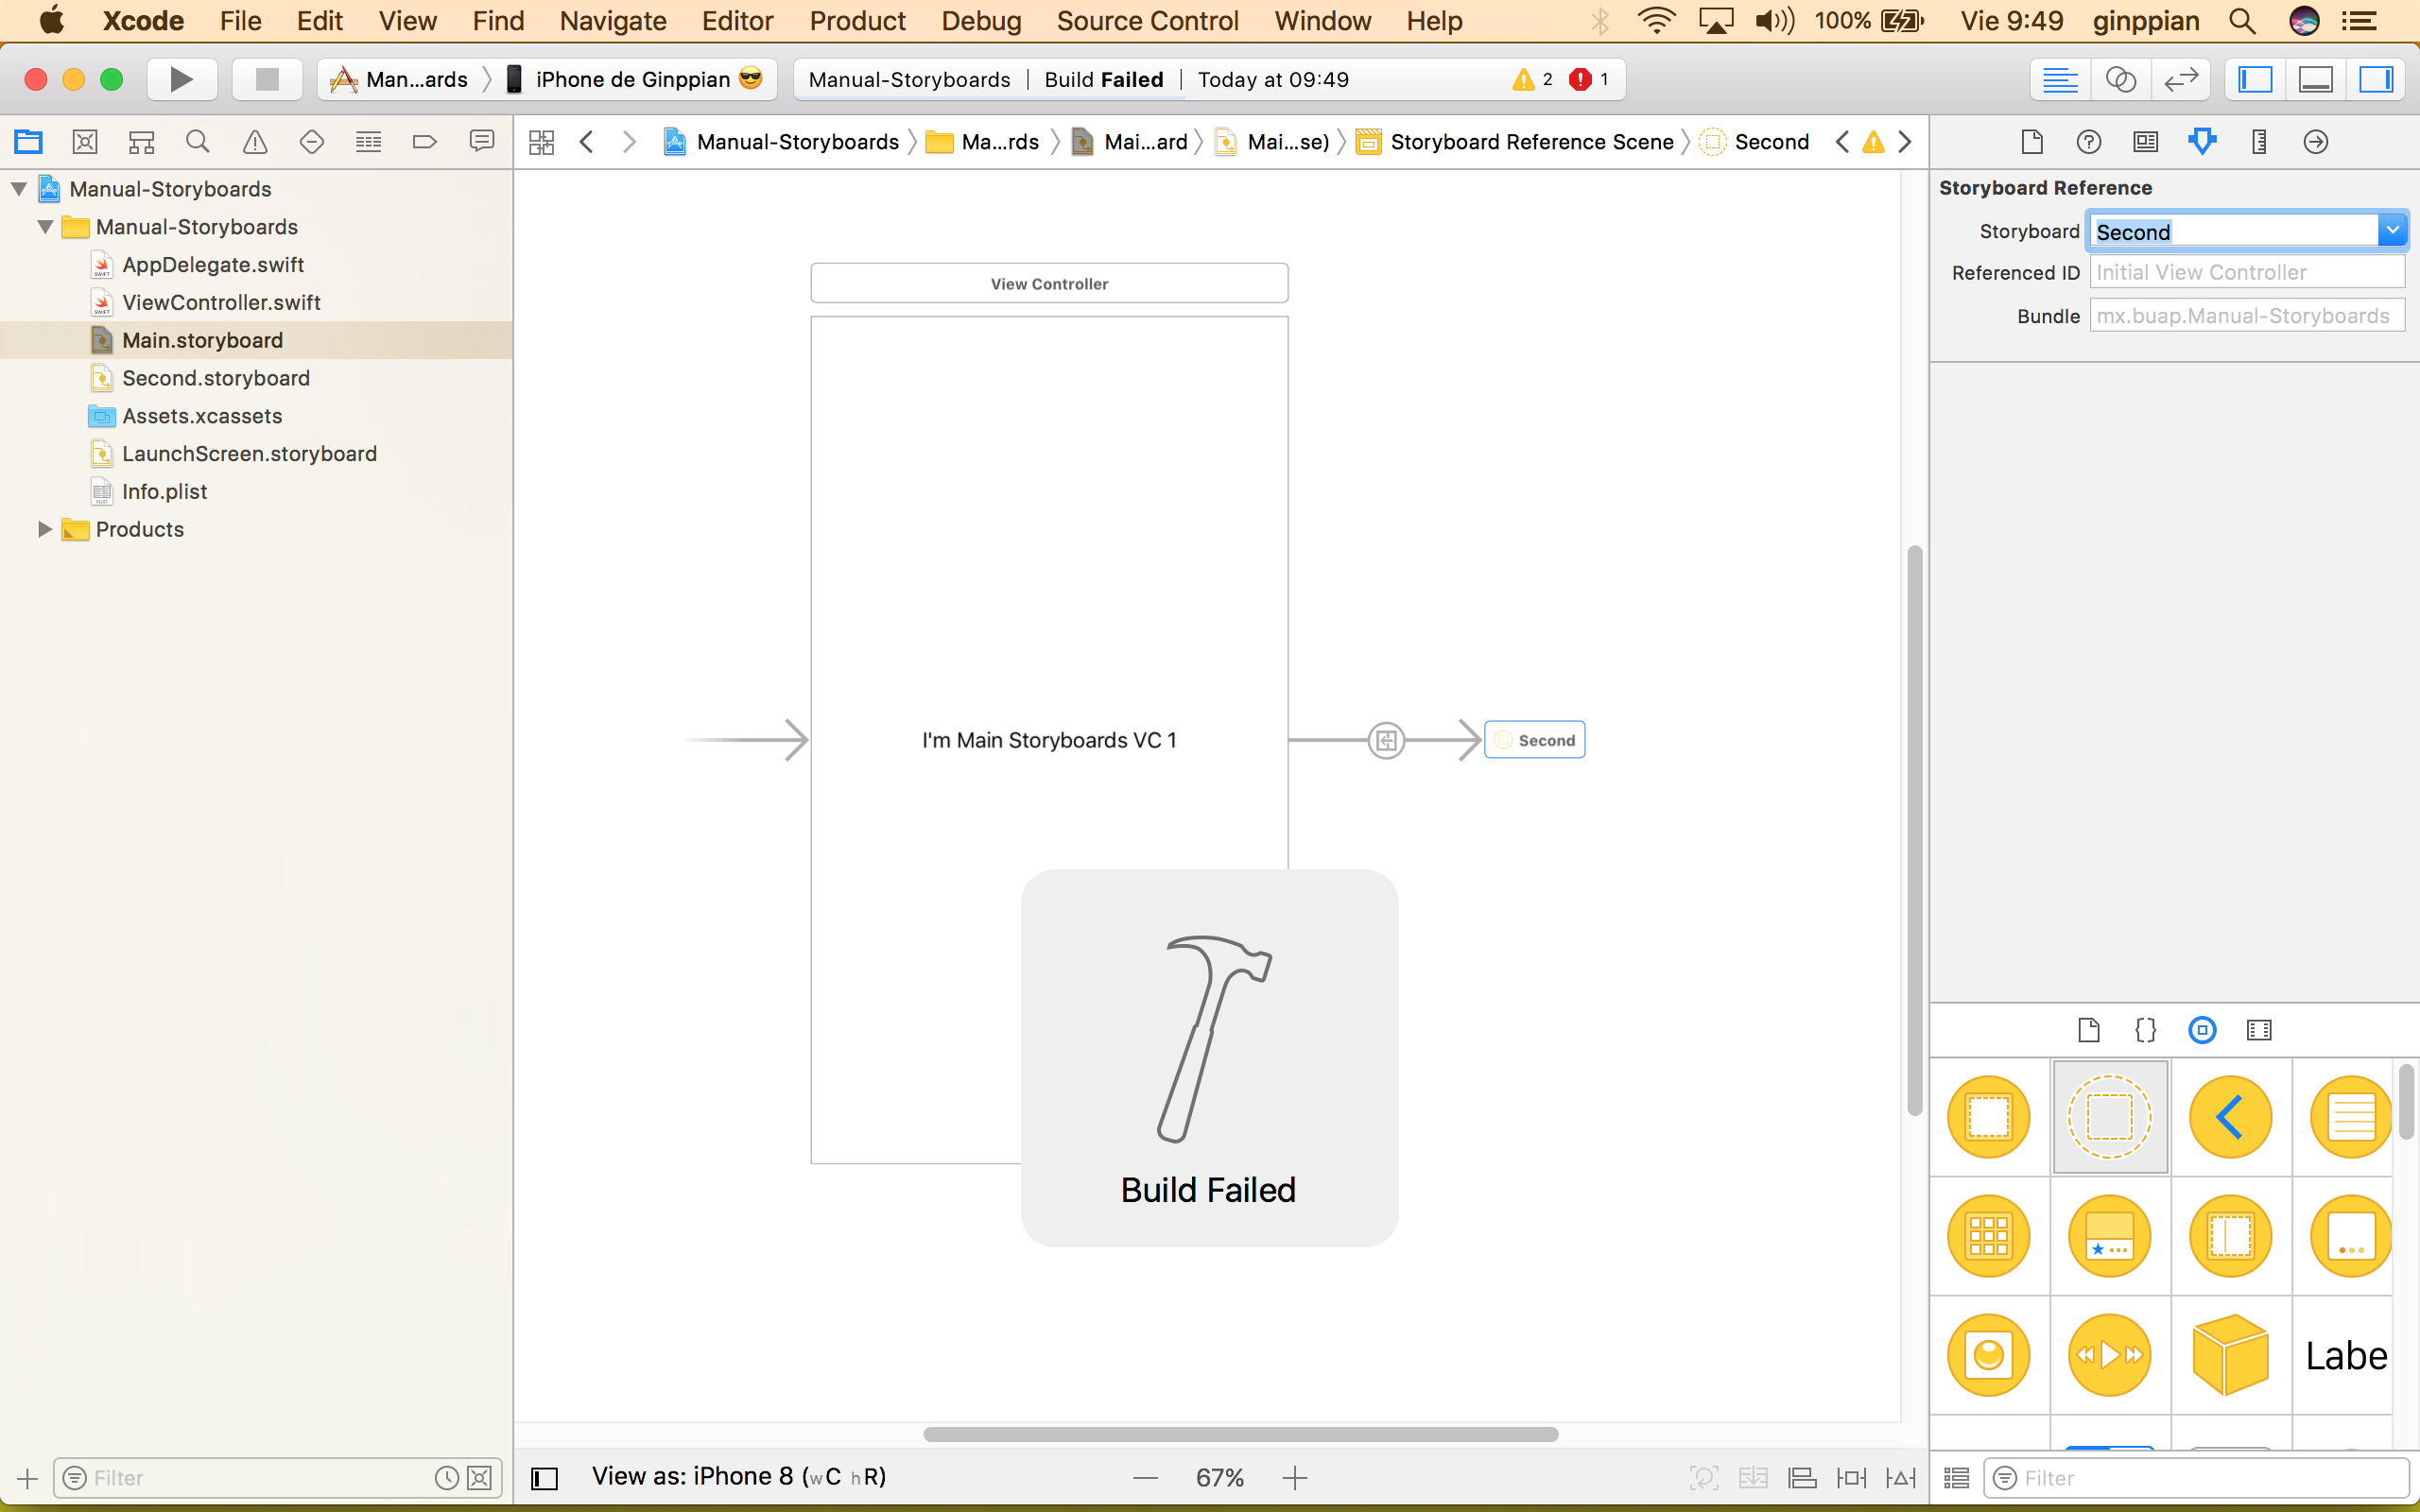 Xcode File Edit View Find Navigate Editor Product Debug Source Control Window Help 100% Vie 9:49 ginppian
Man...ards iPhone de Ginppian 😎 Manual-Storyboards | Build Failed | Today at 09:49 2 1
Manual-Storyboards Ma...rds Mai...ard Mai...se) Storyboard Reference Scene Second
Manual-Storyboards
Manual-Storyboards
AppDelegate.swift
ViewController.swift
Main.storyboard
Second.storyboard
Assets.xcassets
LaunchScreen.storyboard
Info.plist
Products
View Controller
I'm Main Storyboards VC 1
Second
Build Failed
Storyboard Reference
Storyboard Second
Referenced ID Initial View Controller
Bundle mx.buap.Manual-Storyboards
{}
Labe
Filter
View as: iPhone 8 (wC hR) 67%
Filter